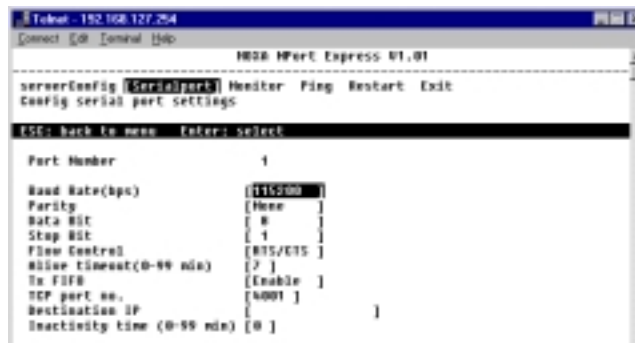 Telnet - 192.168.127.254
Connect Edit Terminal Help
MOXA NPort Express V1.01
serverConfig [Serialport] Monitor Ping Restart Exit
Config serial port settings
ESC: back to menu Enter: select
Port Number 1
Baud Rate(bps) [115200 ]
Parity [None ]
Data Bit [ 8 ]
Stop Bit [ 1 ]
Flow Control [RTS/CTS ]
Alive timeout(0-99 min) [7 ]
Tx FIFO [Enable ]
TCP port no. [4001 ]
Destination IP [ ]
Inactivity time (0-99 min) [0 ]